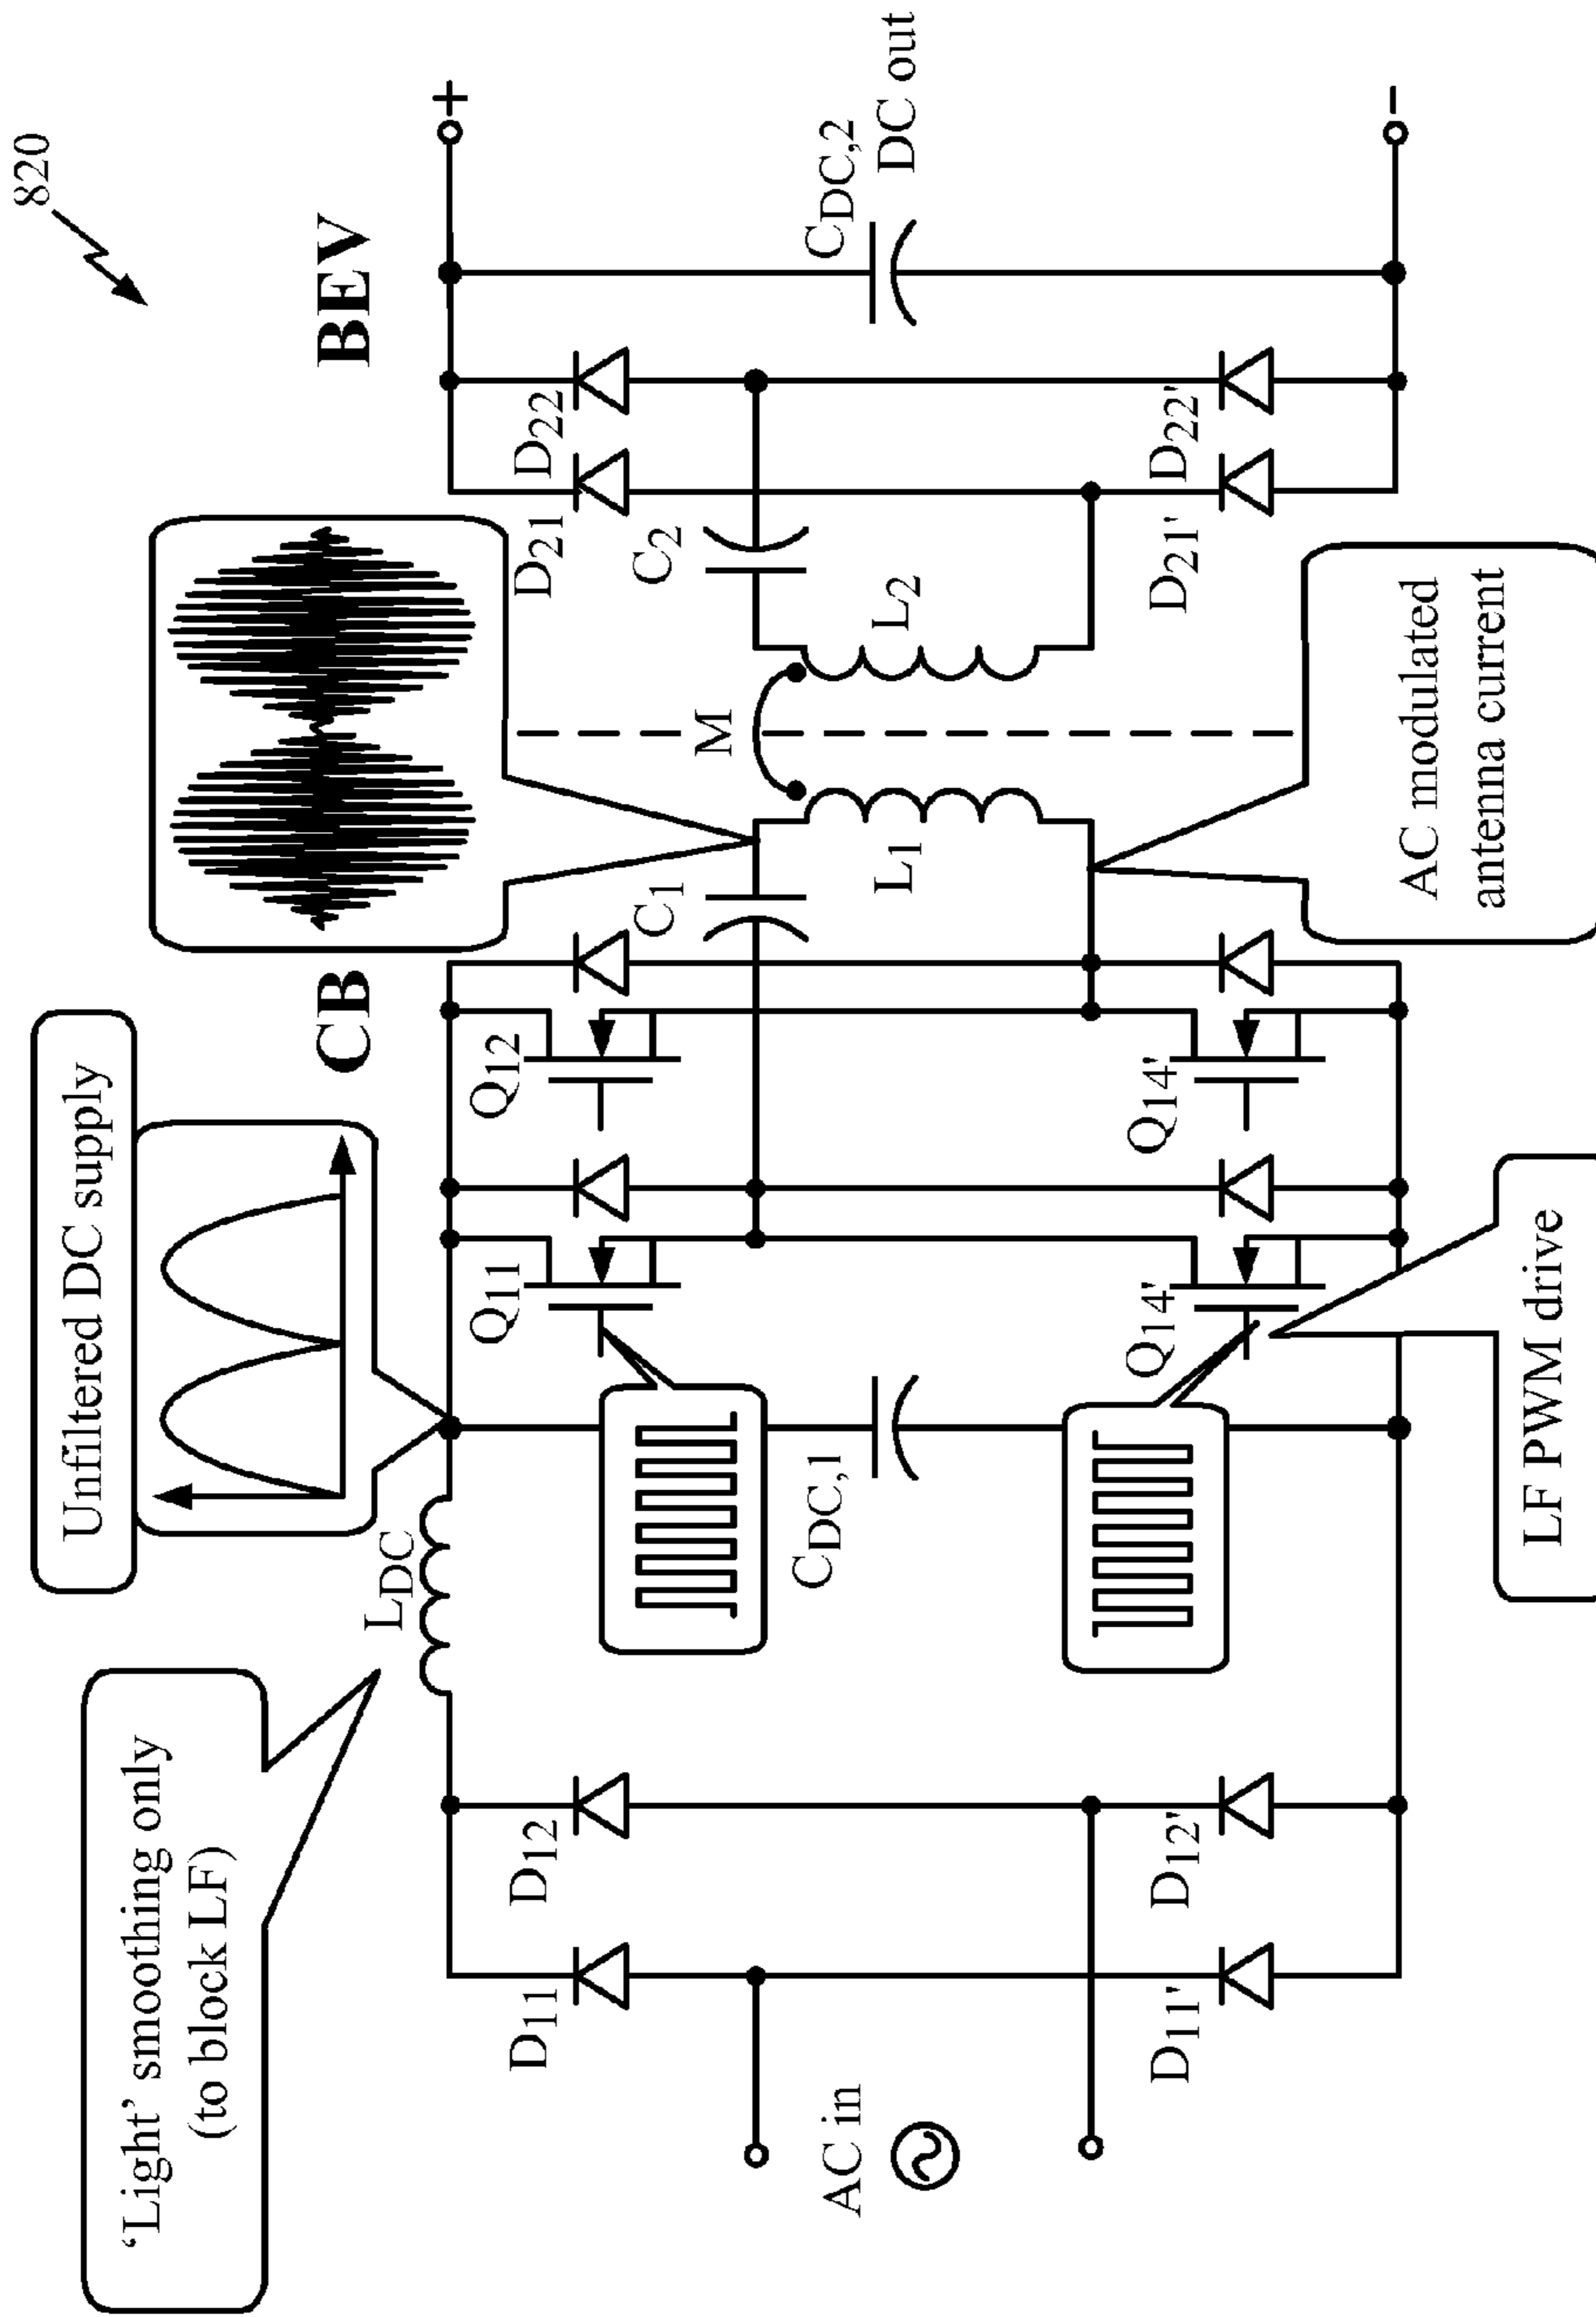 820
Unfiltered DC supply
'Light' smoothing only
(to block LF)
CB
BEV
LDC
D11
D12
Q11
Q12
D21
D22
C1
M
C2
AC in
CDC,1
L1
L2
CDC,2
DC out
D11'
D12'
Q14'
Q14'
D21'
D22'
+
−
LF PWM drive
AC modulated
antenna current